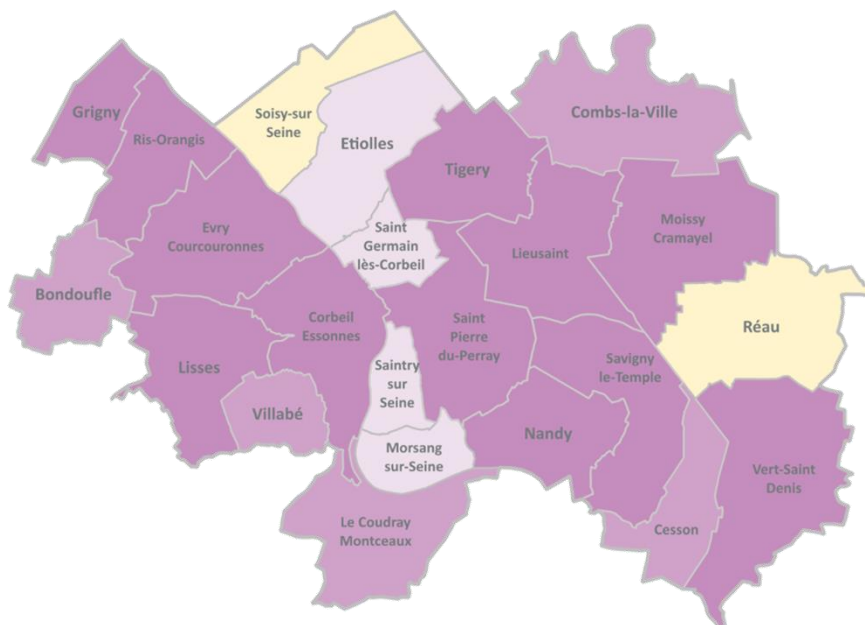 Grigny
Ris-Orangis
Soisy-sur
Seine
Etiolles
Combs-la-Ville
Tigery
Evry
Courcouronnes
Saint
Germain
lès-Corbeil
Lieusaint
Moissy
Cramayel
Bondoufle
Corbeil
Essonnes
Saint
Pierre
du-Perray
Réau
Lisses
Saintry
sur
Seine
Savigny
le-Temple
Villabé
Morsang
sur-Seine
Nandy
Vert-Saint
Denis
Le Coudray
Montceaux
Cesson